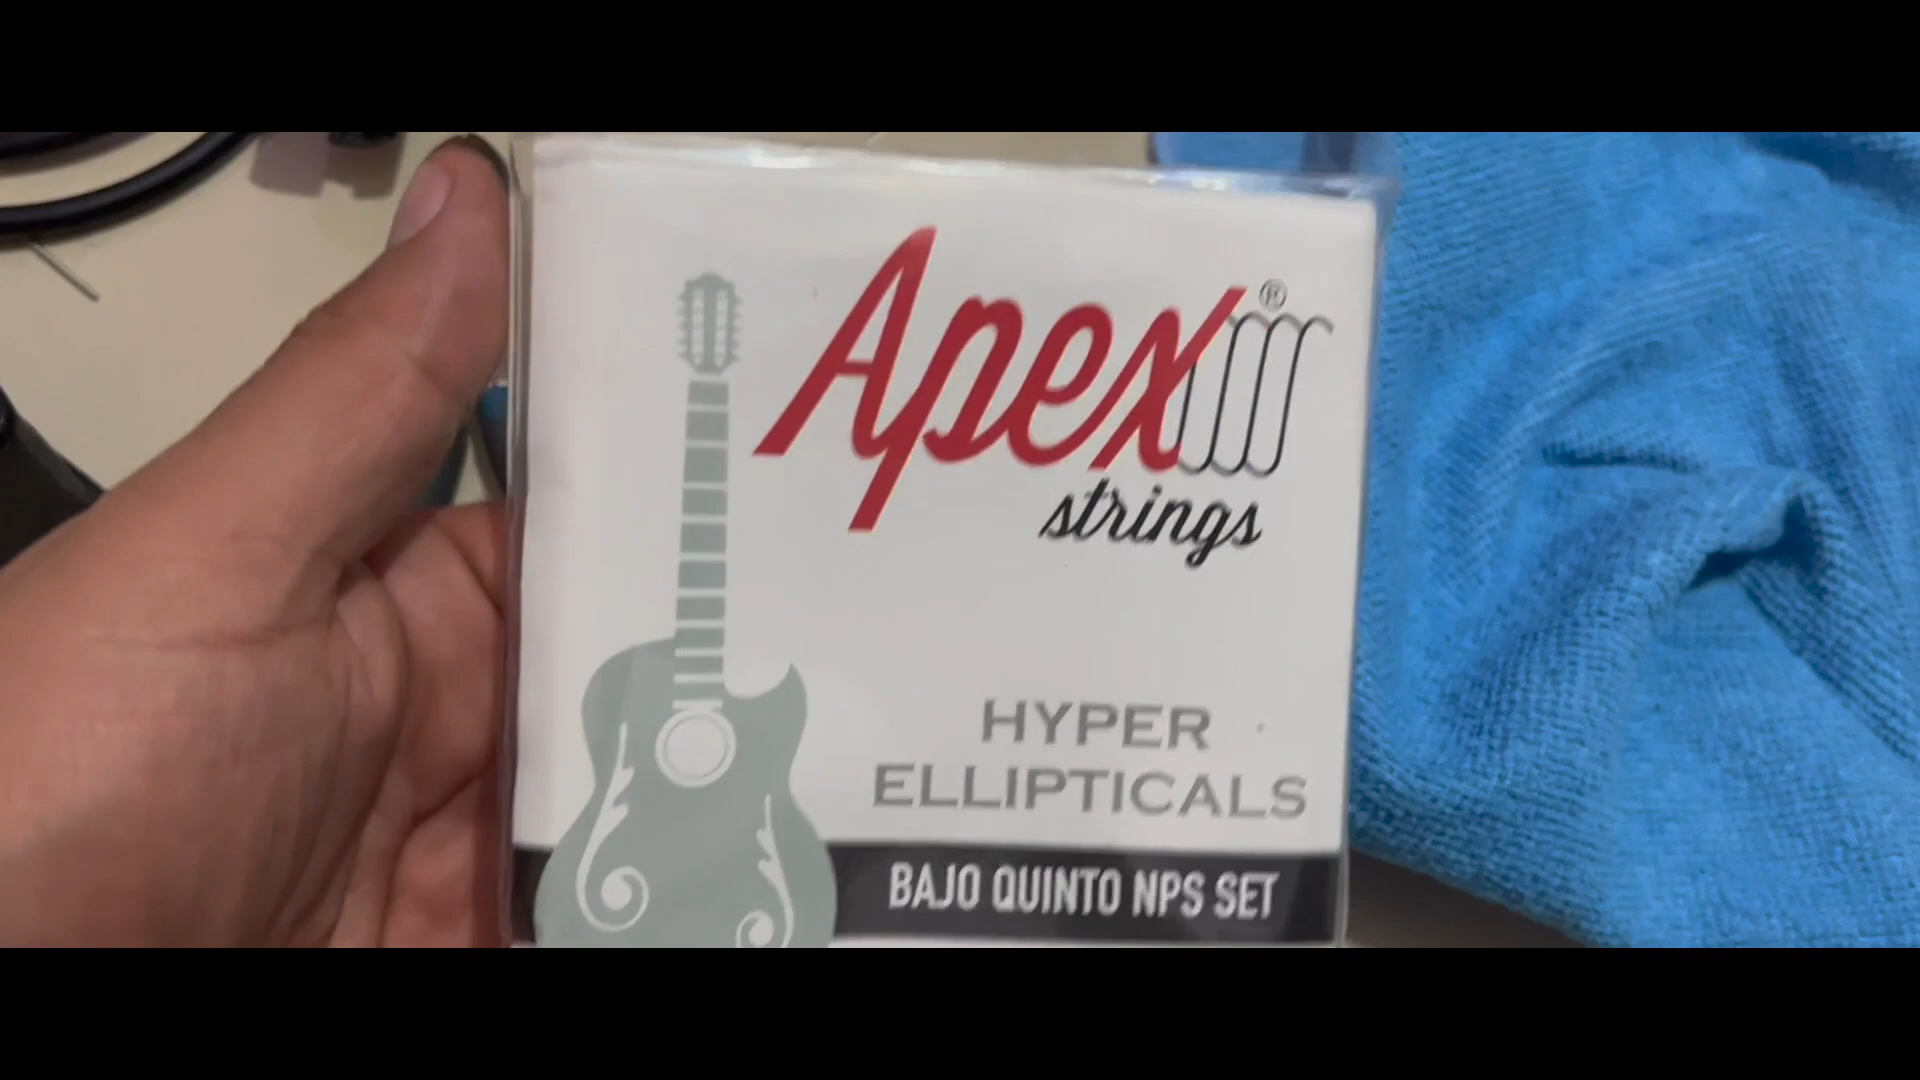 Apex®
strings
HYPER
ELLIPTICALS
BAJO QUINTO NPS SET